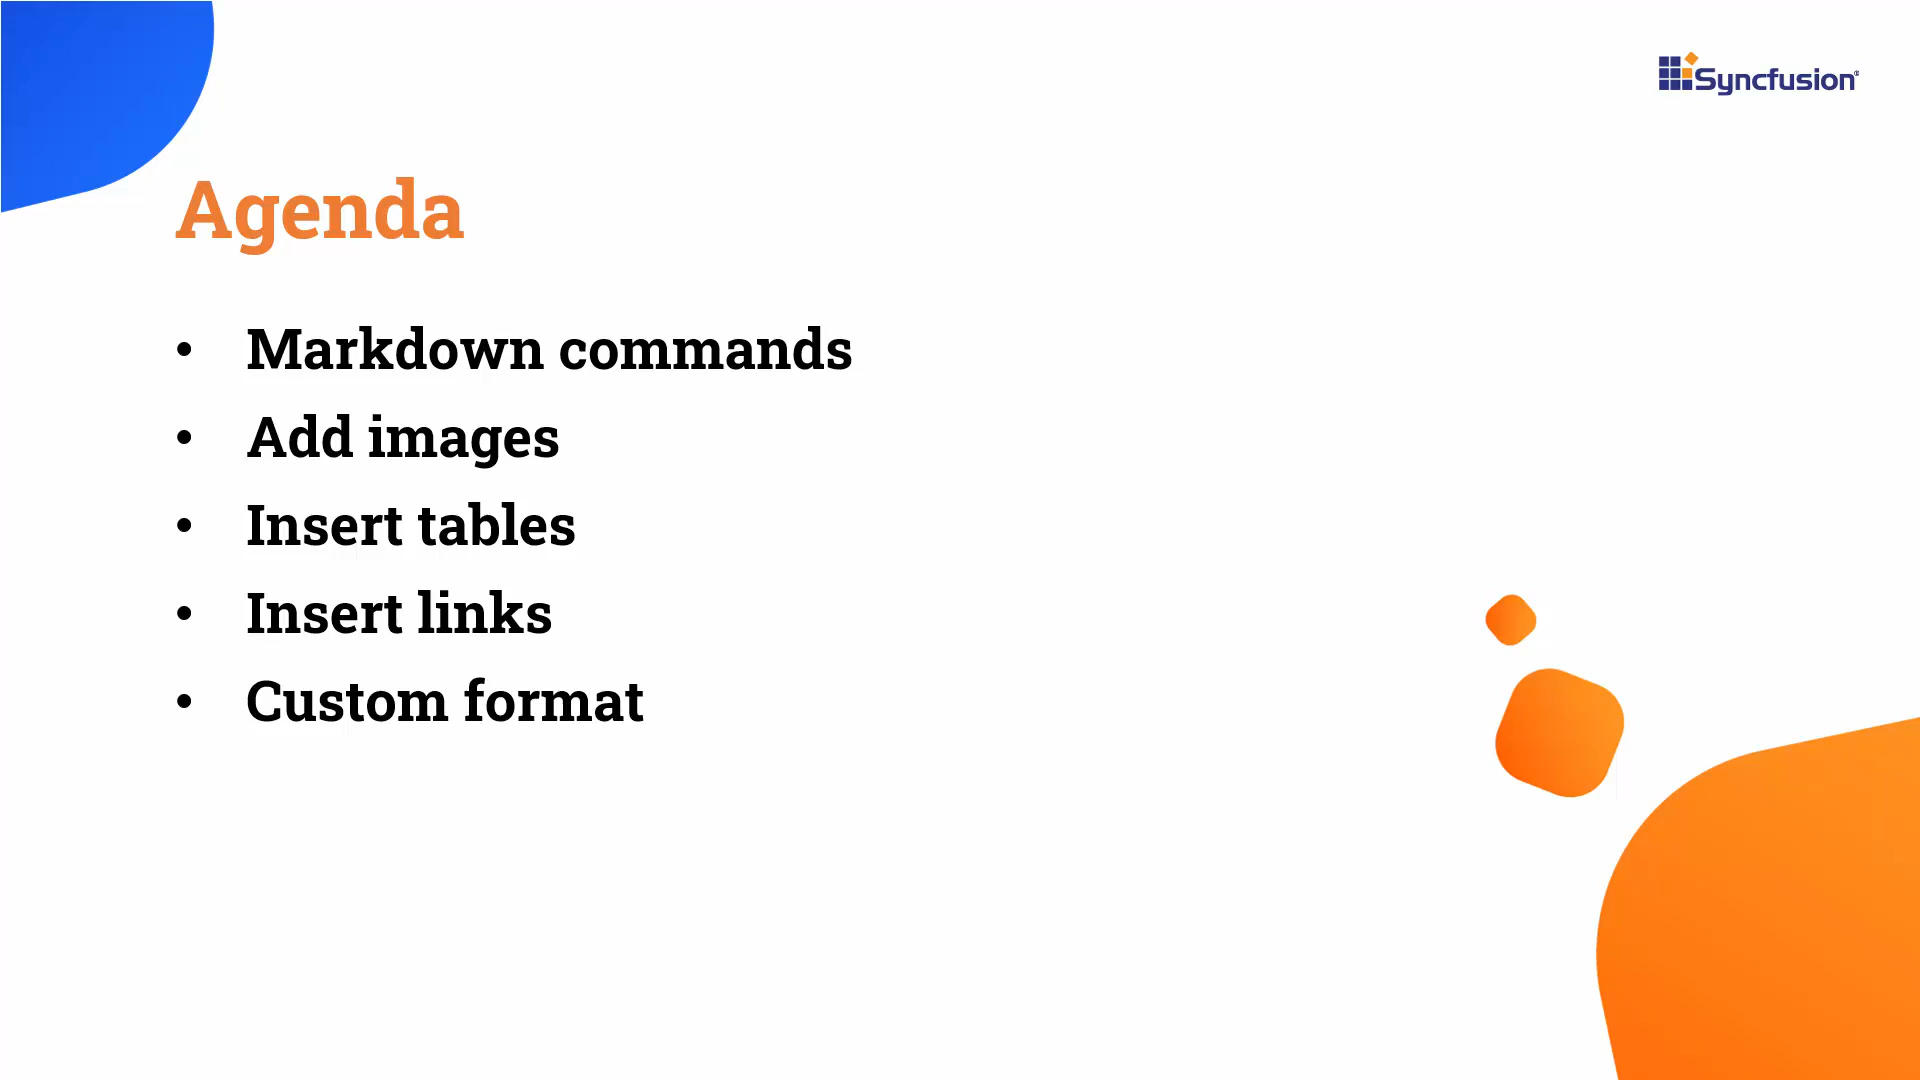 Syncfusion®
Agenda
• Markdown commands
• Add images
• Insert tables
• Insert links
• Custom format